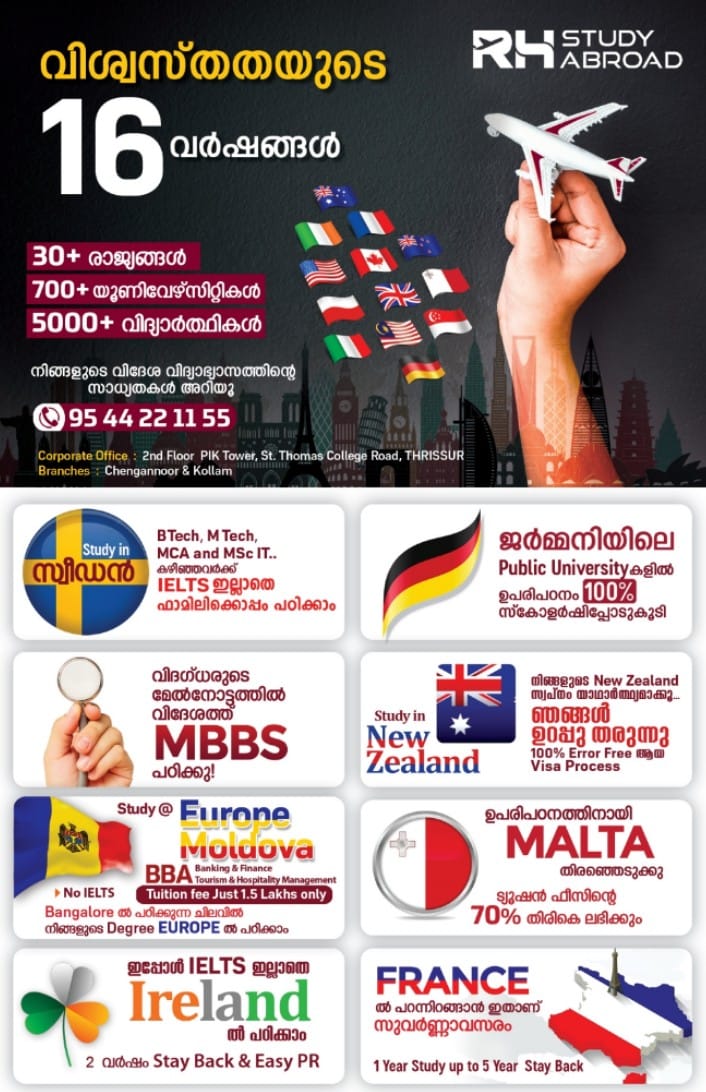 വിശ്വസ്തതയുടെ
16 വർഷങ്ങൾ
RH STUDY
ABROAD
30+ രാജ്യങ്ങൾ
700+ യൂണിവേഴ്സിറ്റികൾ
5000+ വിദ്യാർത്ഥികൾ
നിങ്ങളുടെ വിദേശ വിദ്യാഭ്യാസത്തിന്റെ
സാധ്യതകൾ അറിയൂ
95 44 22 11 55
Corporate Office : 2nd Floor PIK Tower, St. Thomas College Road, THRISSUR
Branches : Chengannoor & Kollam
Study in
സ്വീഡൻ
BTech, M Tech,
MCA and MSc IT..
കഴിഞ്ഞവർക്ക്
IELTS ഇല്ലാതെ
ഫാമിലിക്കൊപ്പം പഠിക്കാം
ജർമ്മനിയിലെ
Public University കളിൽ
ഉപരിപഠനം 100%
സ്കോളർഷിപ്പോടുകൂടി
വിദഗ്ധരുടെ
മേൽനോട്ടത്തിൽ
വിദേശത്ത്
MBBS
പഠിക്കൂ!
Study in
New
Zealand
നിങ്ങളുടെ New Zealand
സ്വപ്നം യാഥാർത്ഥ്യമാക്കൂ...
ഞങ്ങൾ
ഉറപ്പു തരുന്നു
100% Error Free ആയ
Visa Process
Study @ Europe
Moldova
BBA Banking & Finance
Tourism & Hospitality Management
No IELTS
Tuition fee Just 1.5 Lakhs only
Bangalore ൽ പഠിക്കുന്ന ചിലവിൽ
നിങ്ങളുടെ Degree EUROPE ൽ പഠിക്കാം
ഉപരിപഠനത്തിനായി
MALTA
തിരഞ്ഞെടുക്കൂ
ട്യൂഷൻ ഫീസിന്റെ
70% തിരികെ ലഭിക്കും
ഇപ്പോൾ IELTS ഇല്ലാതെ
Ireland
ൽ പഠിക്കാം
2 വർഷം Stay Back & Easy PR
FRANCE
ൽ പറന്നിറങ്ങാൻ ഇതാണ്
സുവർണ്ണാവസരം
1 Year Study up to 5 Year Stay Back